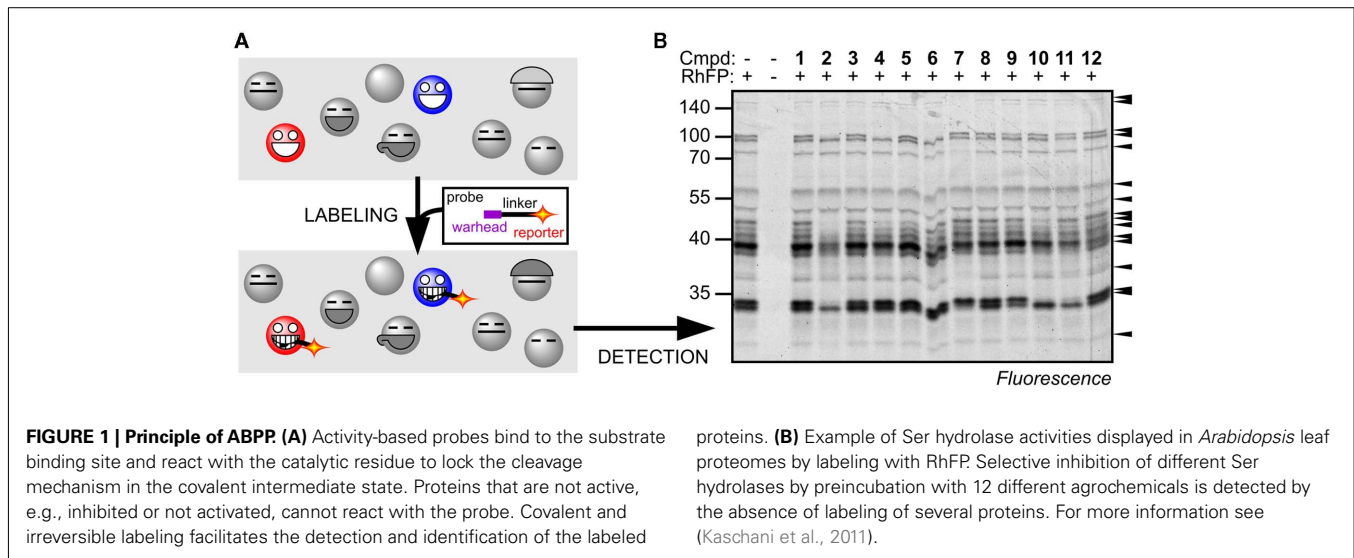 A
LABELING
probe
linker
warhead
reporter
DETECTION
B
Cmpd: - - 1 2 3 4 5 6 7 8 9 10 11 12
RhFP: + - + + + + + + + + + + + +
140
100
70
55
40
35
Fluorescence
FIGURE 1 | Principle of ABPP. (A) Activity-based probes bind to the substrate
binding site and react with the catalytic residue to lock the cleavage
mechanism in the covalent intermediate state. Proteins that are not active,
e.g., inhibited or not activated, cannot react with the probe. Covalent and
irreversible labeling facilitates the detection and identification of the labeled
proteins. (B) Example of Ser hydrolase activities displayed in Arabidopsis leaf
proteomes by labeling with RhFP. Selective inhibition of different Ser
hydrolases by preincubation with 12 different agrochemicals is detected by
the absence of labeling of several proteins. For more information see
(Kaschani et al., 2011).